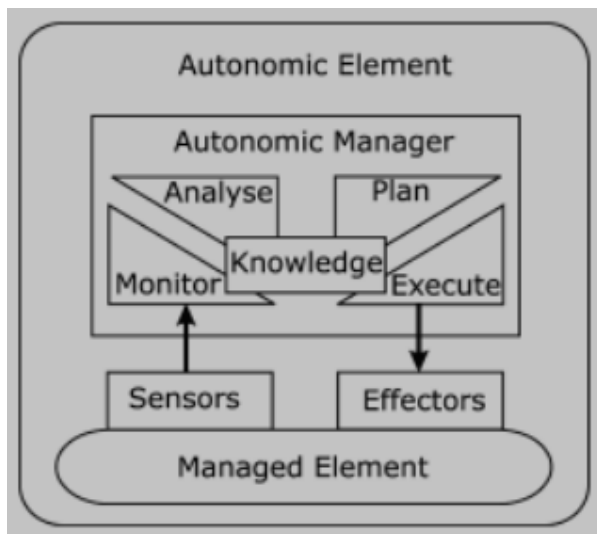 Autonomic Element
Autonomic Manager
Analyse
Plan
Knowledge
Monitor
Execute
Sensors
Effectors
Managed Element